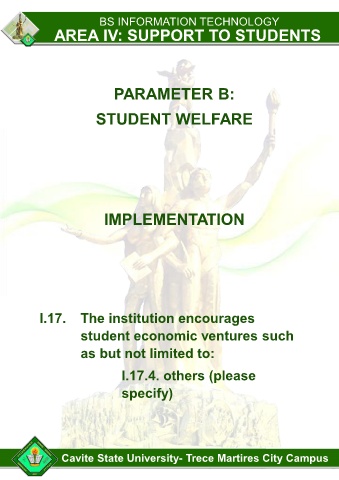 BS INFORMATION TECHNOLOGY
AREA IV: SUPPORT TO STUDENTS
PARAMETER B:
STUDENT WELFARE
IMPLEMENTATION
I.17. The institution encourages
student economic ventures such
as but not limited to:
I.17.4. others (please
specify)
Cavite State University- Trece Martires City Campus